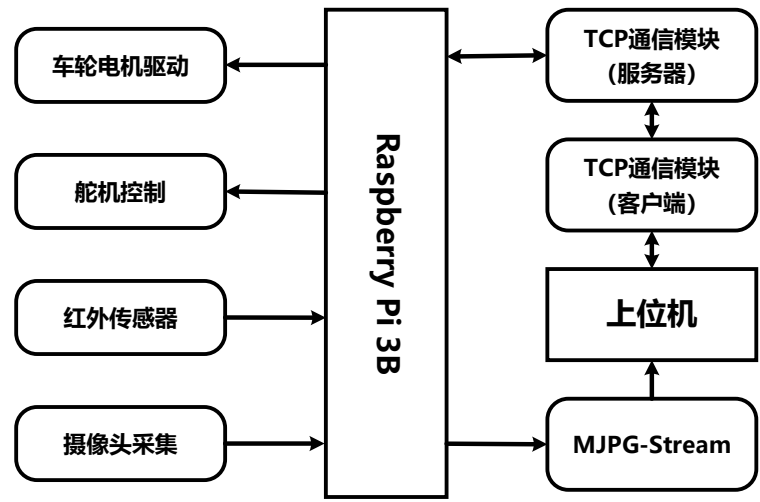 车轮电机驱动
舵机控制
红外传感器
摄像头采集
Raspberry Pi 3B
TCP通信模块
（服务器）
TCP通信模块
（客户端）
上位机
MJPG-Stream